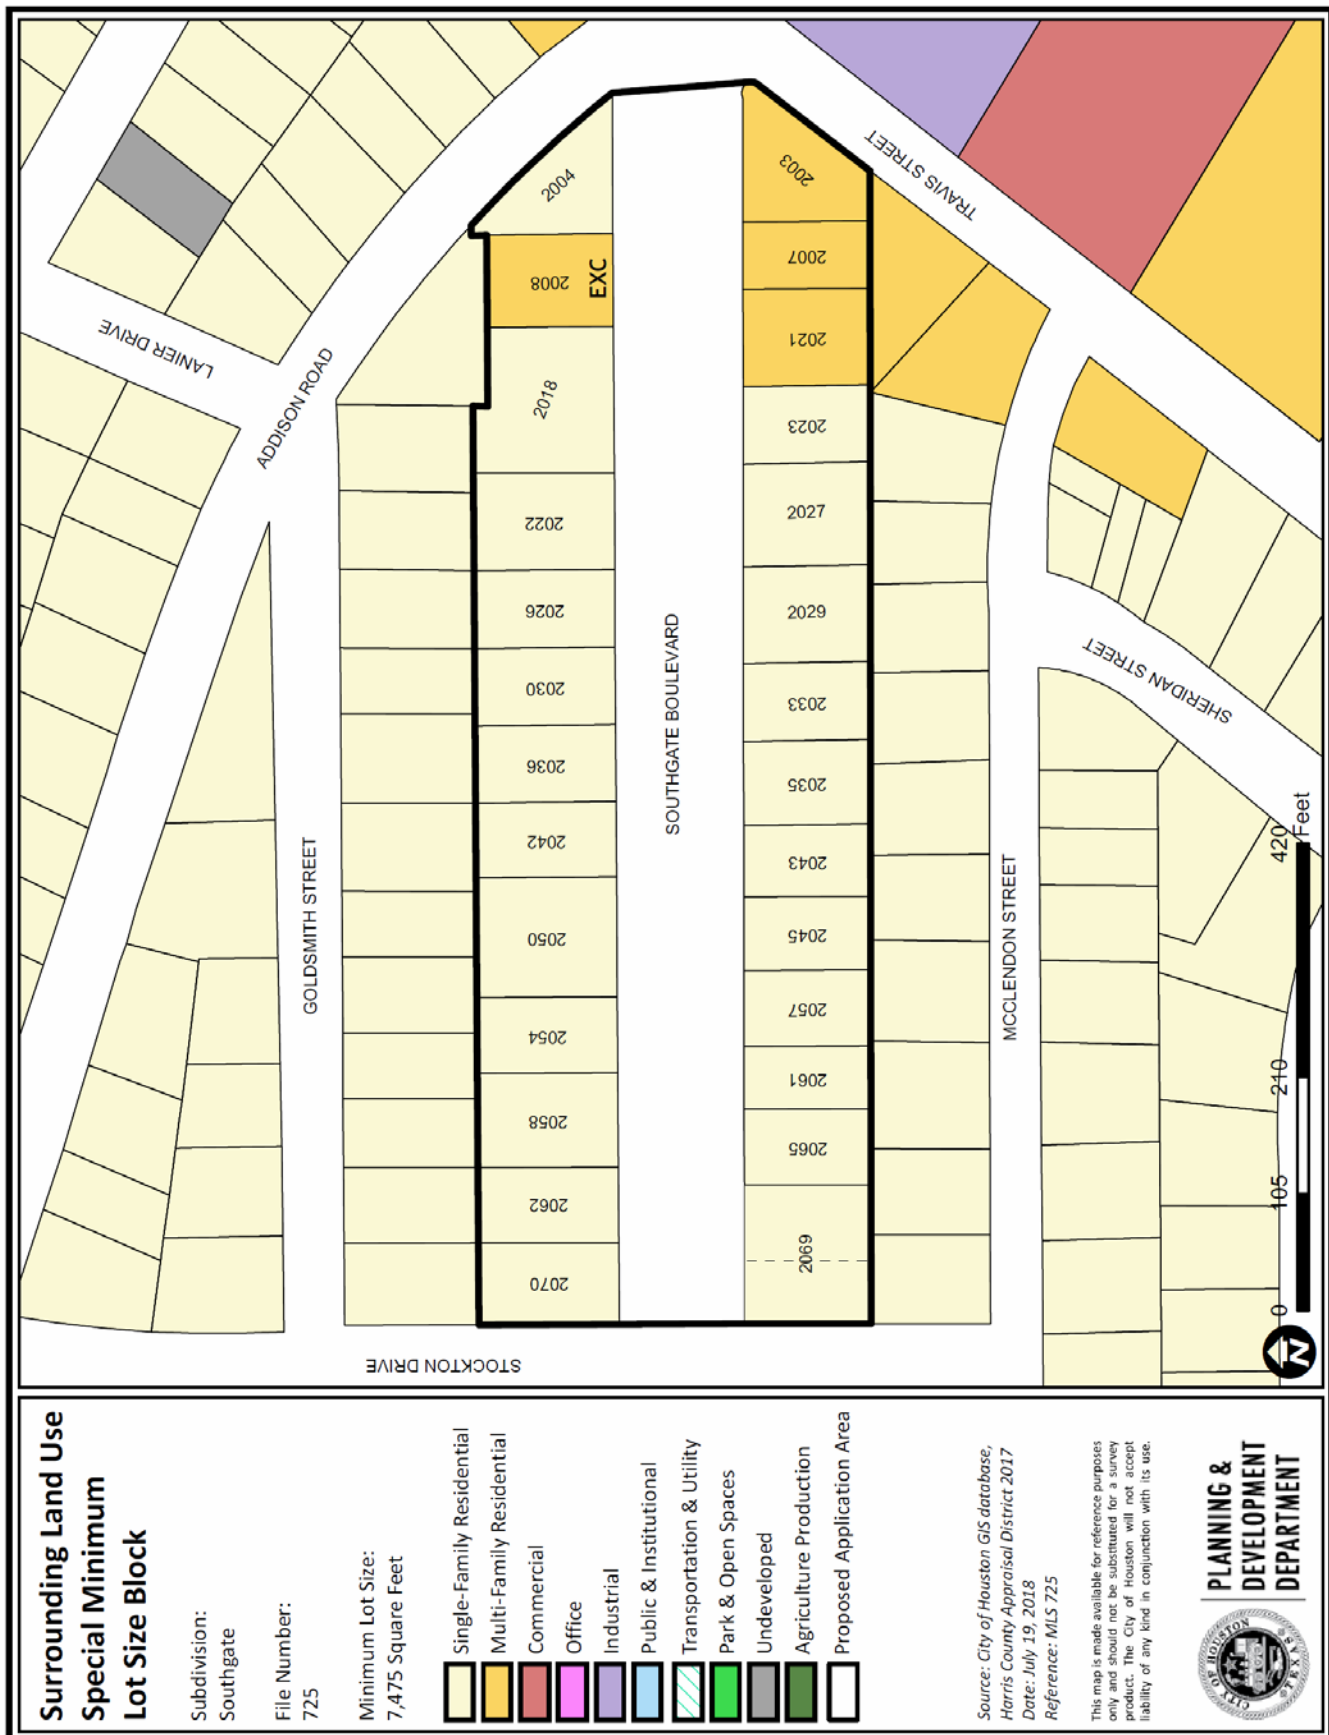 Surrounding Land Use
Special Minimum
Lot Size Block
Subdivision:
Southgate
File Number:
725
Minimum Lot Size:
7,475 Square Feet
Single-Family Residential
Multi-Family Residential
Commercial
Office
Industrial
Public & Institutional
Transportation & Utility
Park & Open Spaces
Undeveloped
Agriculture Production
Proposed Application Area
Source: City of Houston GIS database,
Harris County Appraisal District 2017
Date: July 19, 2018
Reference: MLS 725
This map is made available for reference purposes
only and should not be substituted for a survey
product. The City of Houston will not accept
liability of any kind in conjunction with its use.
CITY OF HOUSTON
TEXAS
PLANNING &
DEVELOPMENT
DEPARTMENT
LANIER DRIVE
ADDISON ROAD
GOLDSMITH STREET
STOCKTON DRIVE
2070
2062
2058
2054
2050
2042
2036
2030
2026
2022
2018
2008
EXC
2004
SOUTHGATE BOULEVARD
2069
2065
2061
2057
2045
2043
2035
2033
2029
2027
2023
2021
2007
2003
TRAVIS STREET
MCCLENDON STREET
SHERIDAN STREET
N
0
105
210
420
Feet